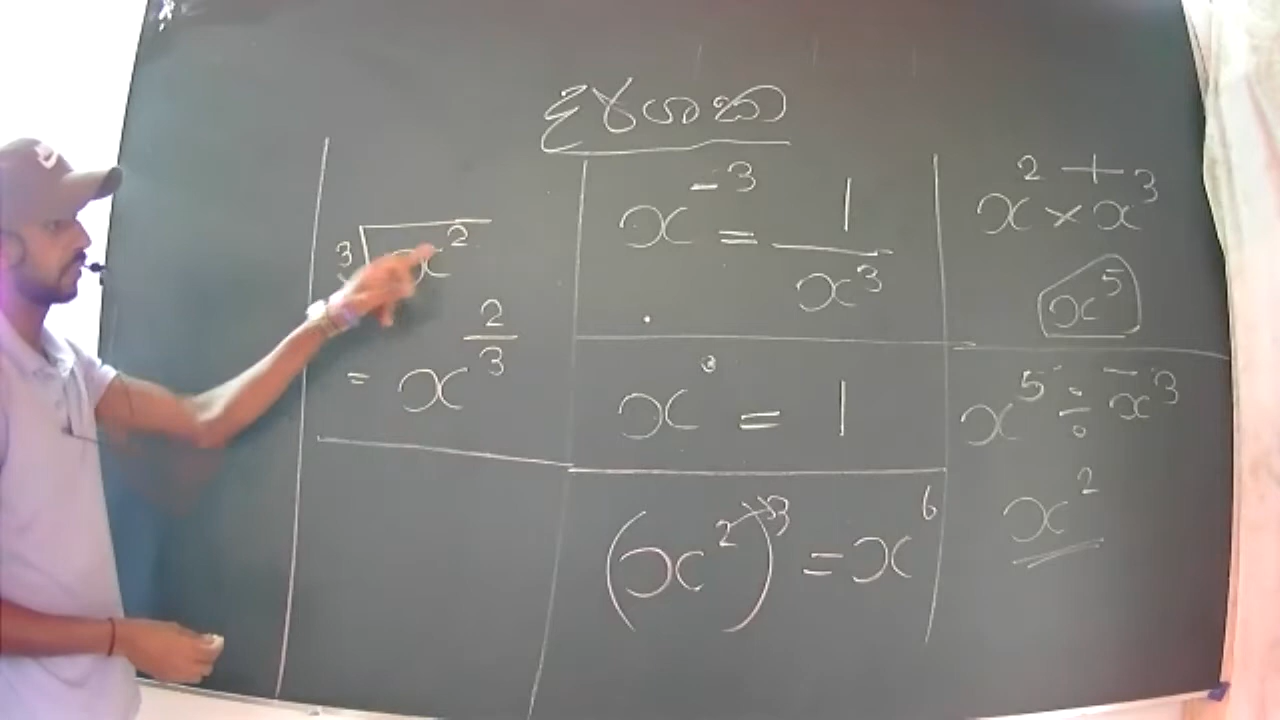 දර්ශක
∛x² 
= x^(2/3)
x⁻³ = 1/x³
x⁰ = 1
(x²)³ = x⁶
x² × x³
+
x⁵
x⁵ ÷ x³
−
x²